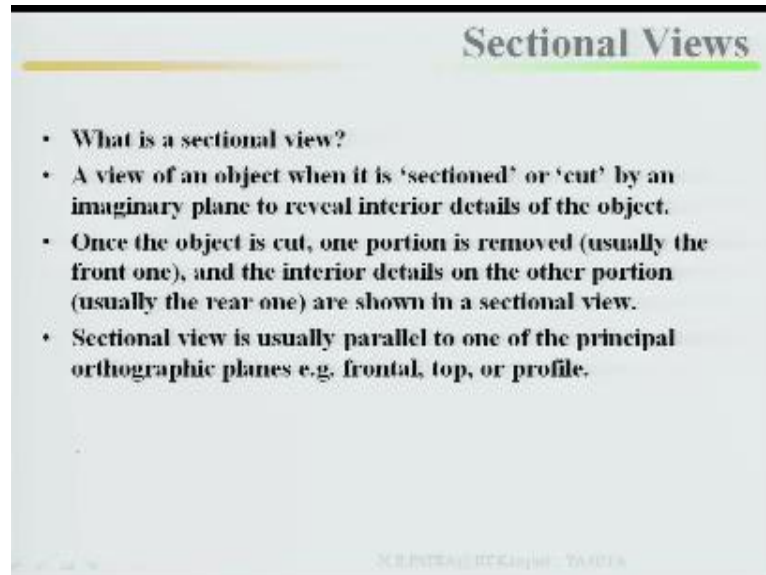 Sectional Views
• What is a sectional view?
• A view of an object when it is ‘sectioned’ or ‘cut’ by an
imaginary plane to reveal interior details of the object.
• Once the object is cut, one portion is removed (usually the
front one), and the interior details on the other portion
(usually the rear one) are shown in a sectional view.
• Sectional view is usually parallel to one of the principal
orthographic planes e.g. frontal, top, or profile.